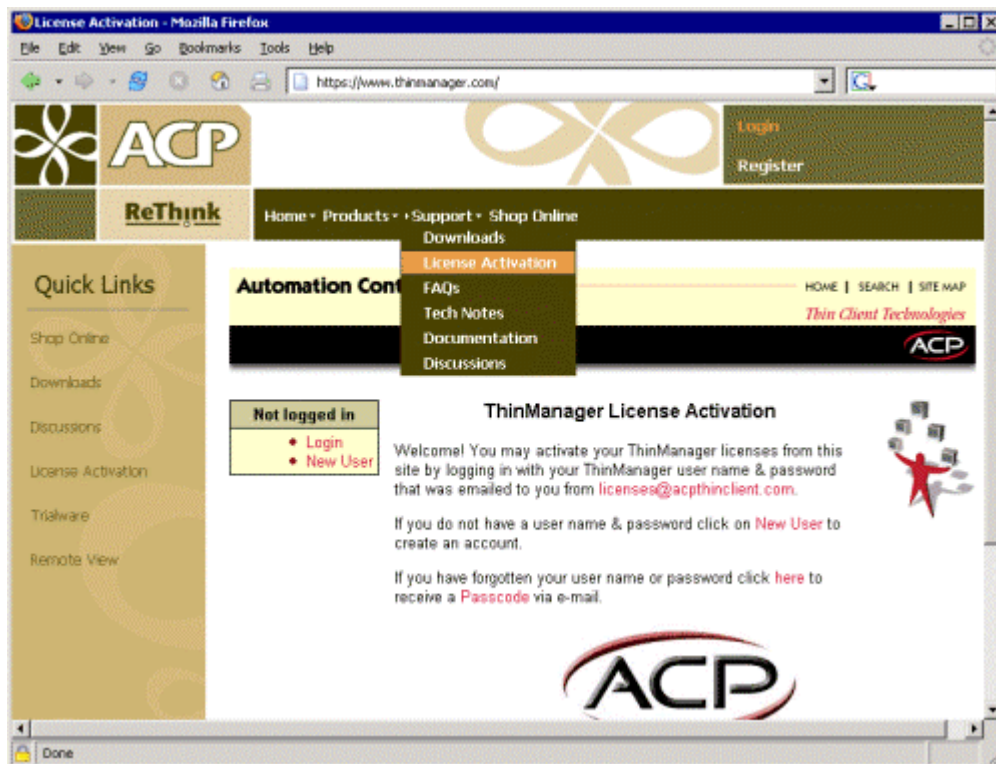 License Activation - Mozilla Firefox
File Edit View Go Bookmarks Tools Help
https://www.thinmanager.com/
G
ACP
Login
Register
ReThink
Home Products Support Shop Online
Downloads
License Activation
FAQs
Tech Notes
Documentation
Discussions
Quick Links
Shop Online
Downloads
Discussions
License Activation
Trialware
Remote View
Automation Cont
HOME | SEARCH | SITE MAP
Thin Client Technologies
ACP
Not logged in
Login
New User
ThinManager License Activation
Welcome! You may activate your ThinManager licenses from this
site by logging in with your ThinManager user name & password
that was emailed to you from licenses@acpthinclient.com.
If you do not have a user name & password click on New User to
create an account.
If you have forgotten your user name or password click here to
receive a Passcode via e-mail.
ACP
Done